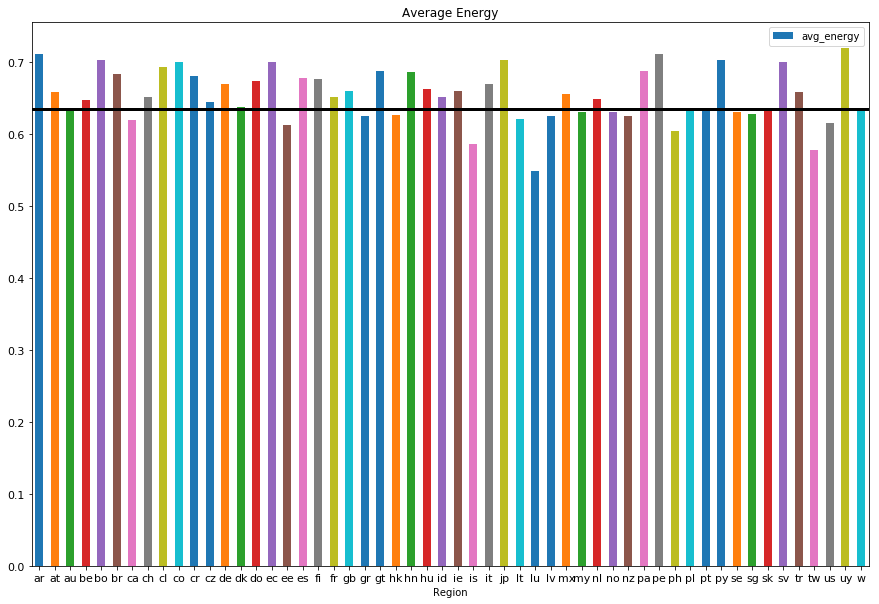 Average Energy
avg_energy
0.7
0.6
0.5
0.4
0.3
0.2
0.1
0.0
ar at au be bo br ca ch cl co cr cz de dk do ec ee es fi fr gb gr gt hk hn hu id ie is it jp lt lu lv mx my nl no nz pa pe ph pl pt py se sg sk sv tr tw us uy w
Region